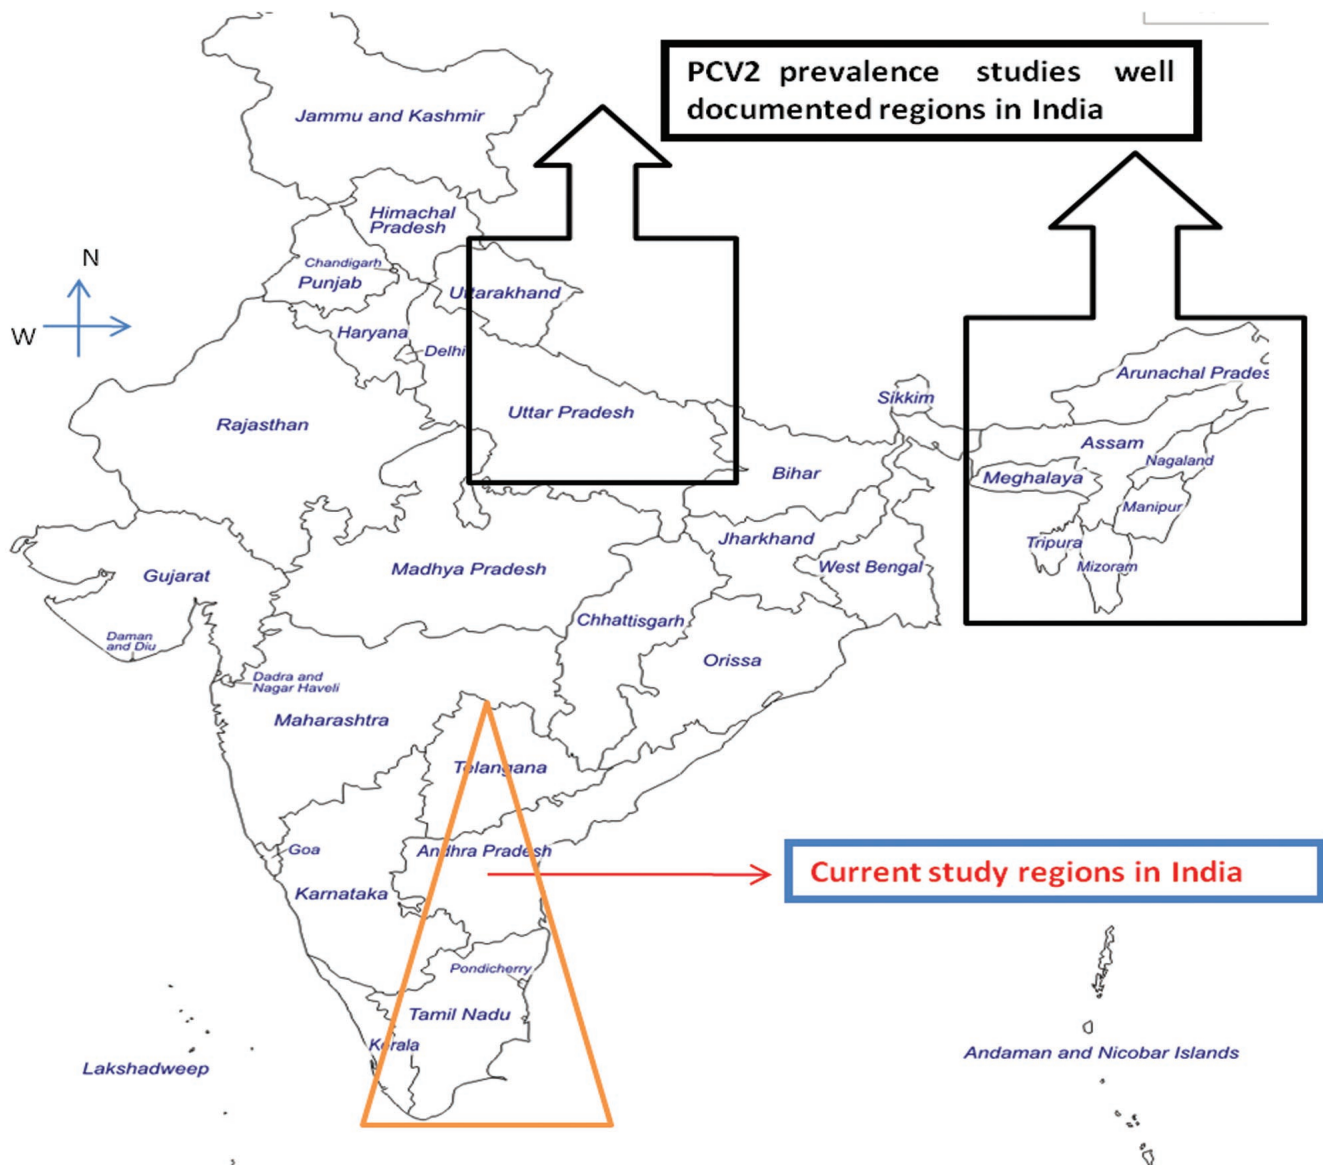 PCV2 prevalence studies well
documented regions in India
Jammu and Kashmir
Himachal
Pradesh
N
W
Chandigarh
Punjab
Uttarakhand
Haryana
Delhi
Arunachal Prades
Sikkim
Rajasthan
Uttar Pradesh
Assam
Nagaland
Bihar
Meghalaya
Manipur
Jharkhand
Tripura
Gujarat
Madhya Pradesh
West Bengal
Mizoram
Chhattisgarh
Daman
and Diu
Orissa
Dadra and
Nagar Haveli
Maharashtra
Telangana
Goa
Andhra Pradesh
Current study regions in India
Karnataka
Pondicherry
Tamil Nadu
Kerala
Lakshadweep
Andaman and Nicobar Islands